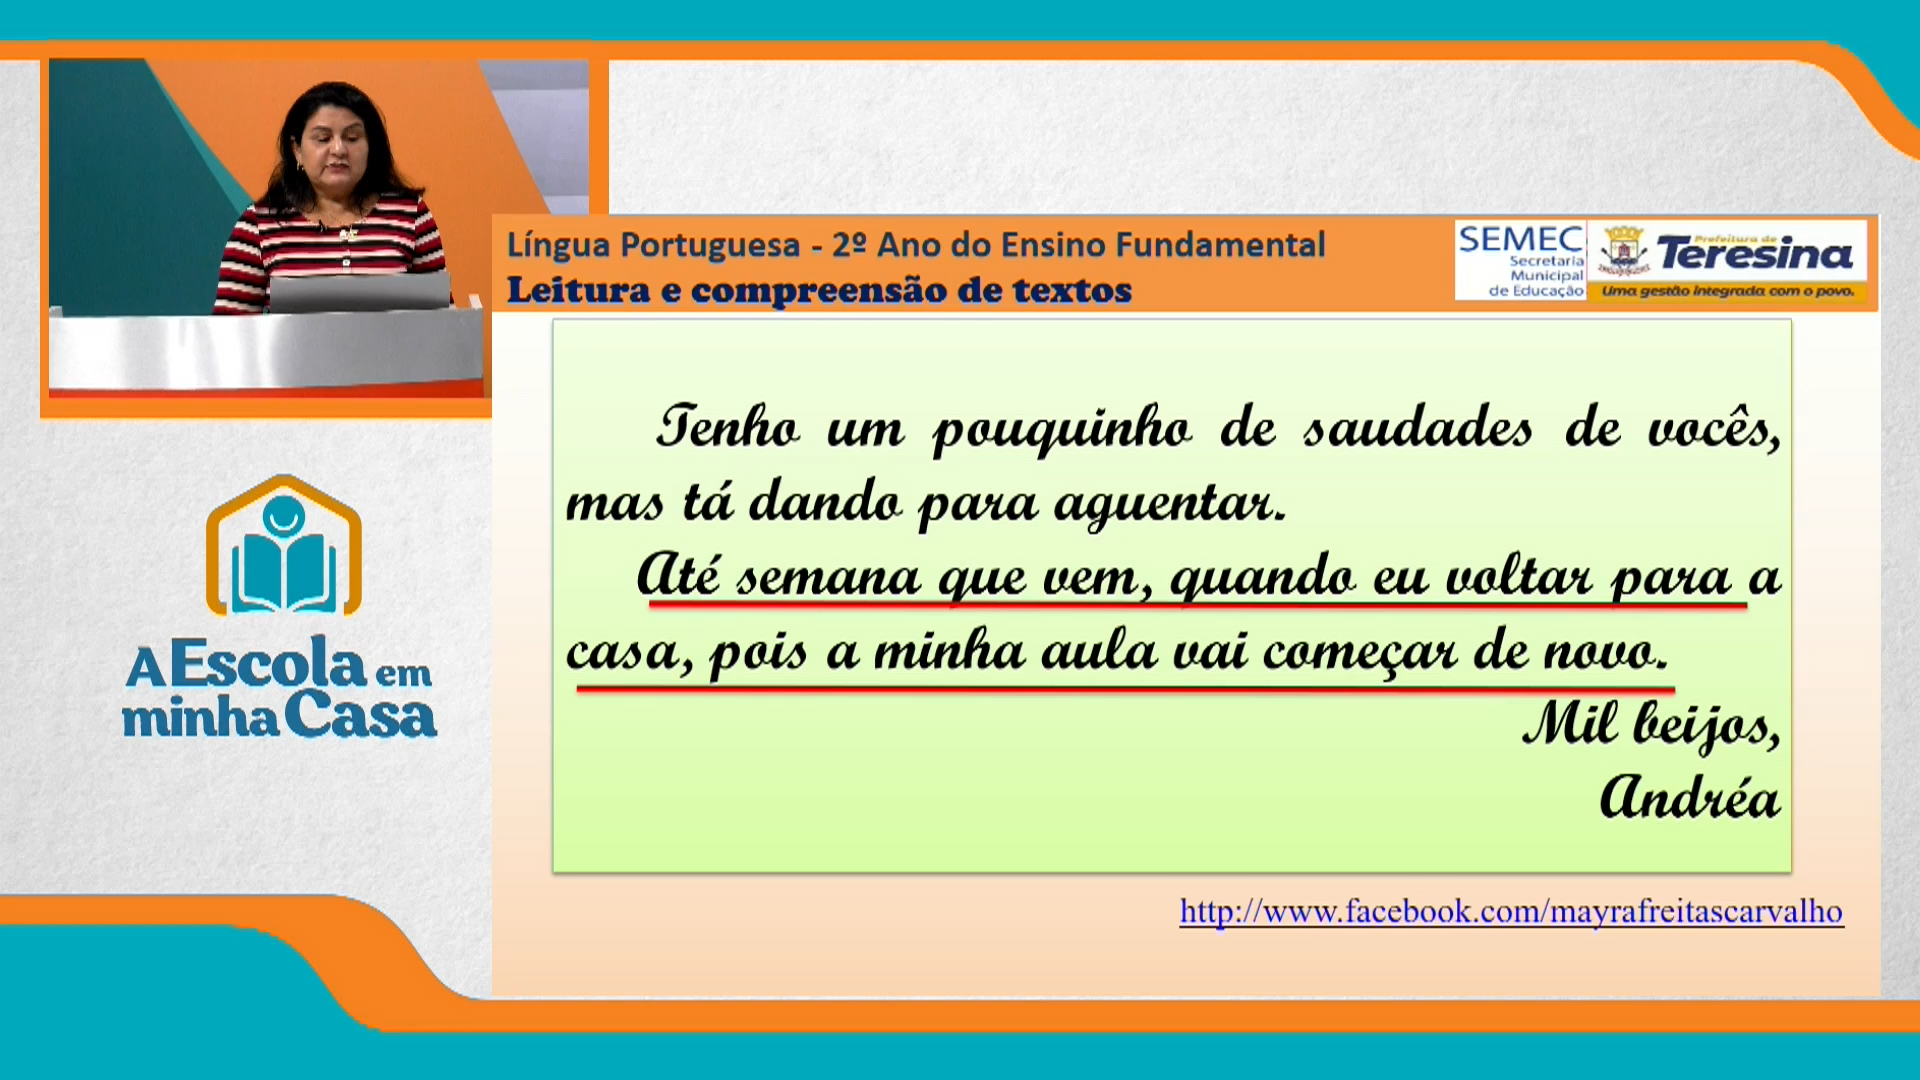 Língua Portuguesa - 2º Ano do Ensino Fundamental
Leitura e compreensão de textos
SEMEC
Secretaria
Municipal
de Educação
Prefeitura de
Teresina
Uma gestão integrada com o povo.
Tenho um pouquinho de saudades de vocês,
mas tá dando para aguentar.
Até semana que vem, quando eu voltar para a
casa, pois a minha aula vai começar de novo.
Mil beijos,
Andréa
http://www.facebook.com/mayrafreitascarvalho
A Escola em
minha Casa